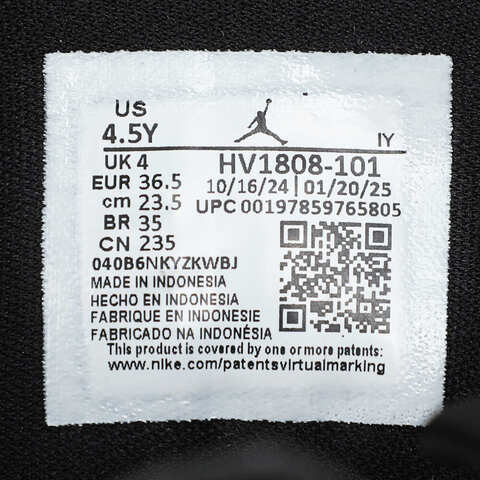 US
4.5Y
IY
UK 4
HV1808-101
EUR 36.5
10/16/24 | 01/20/25
cm 23.5
UPC 00197859765805
BR 35
CN 235
040B6NKYZKWBJ
MADE IN INDONESIA
HECHO EN INDONESIA
FABRIQUE EN INDONESIE
FABRICADO NA INDONÉSIA
This product is covered by one or more patents:
www.nike.com/patentsvirtualmarking